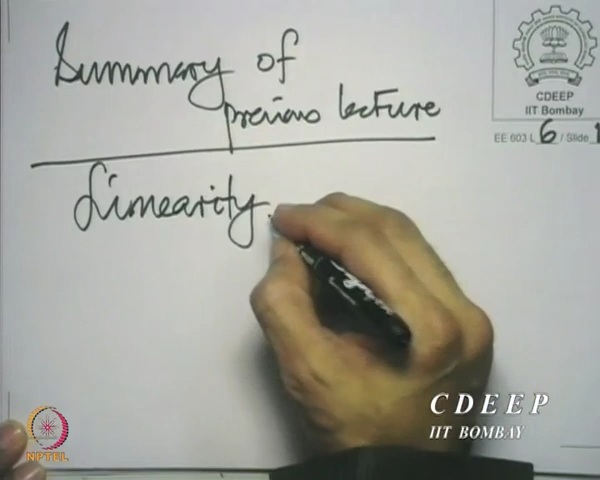 Summary of
previous lecture
Linearity
CDEEP
IIT Bombay
EE 603 L 6 / Slide 1
CDEEP
IIT BOMBAY
NPTEL